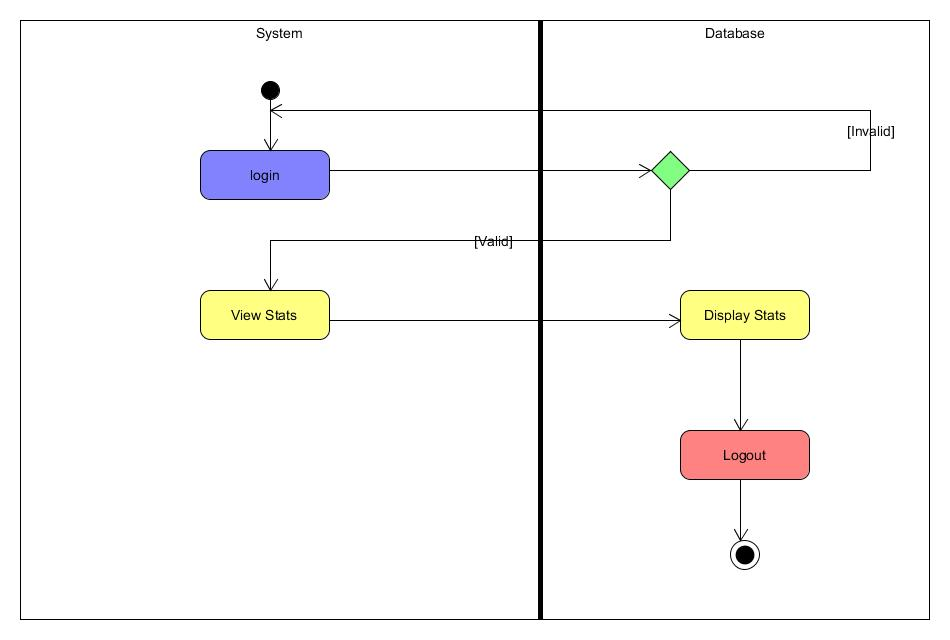 System
Database
[Invalid]
login
[Valid]
View Stats
Display Stats
Logout